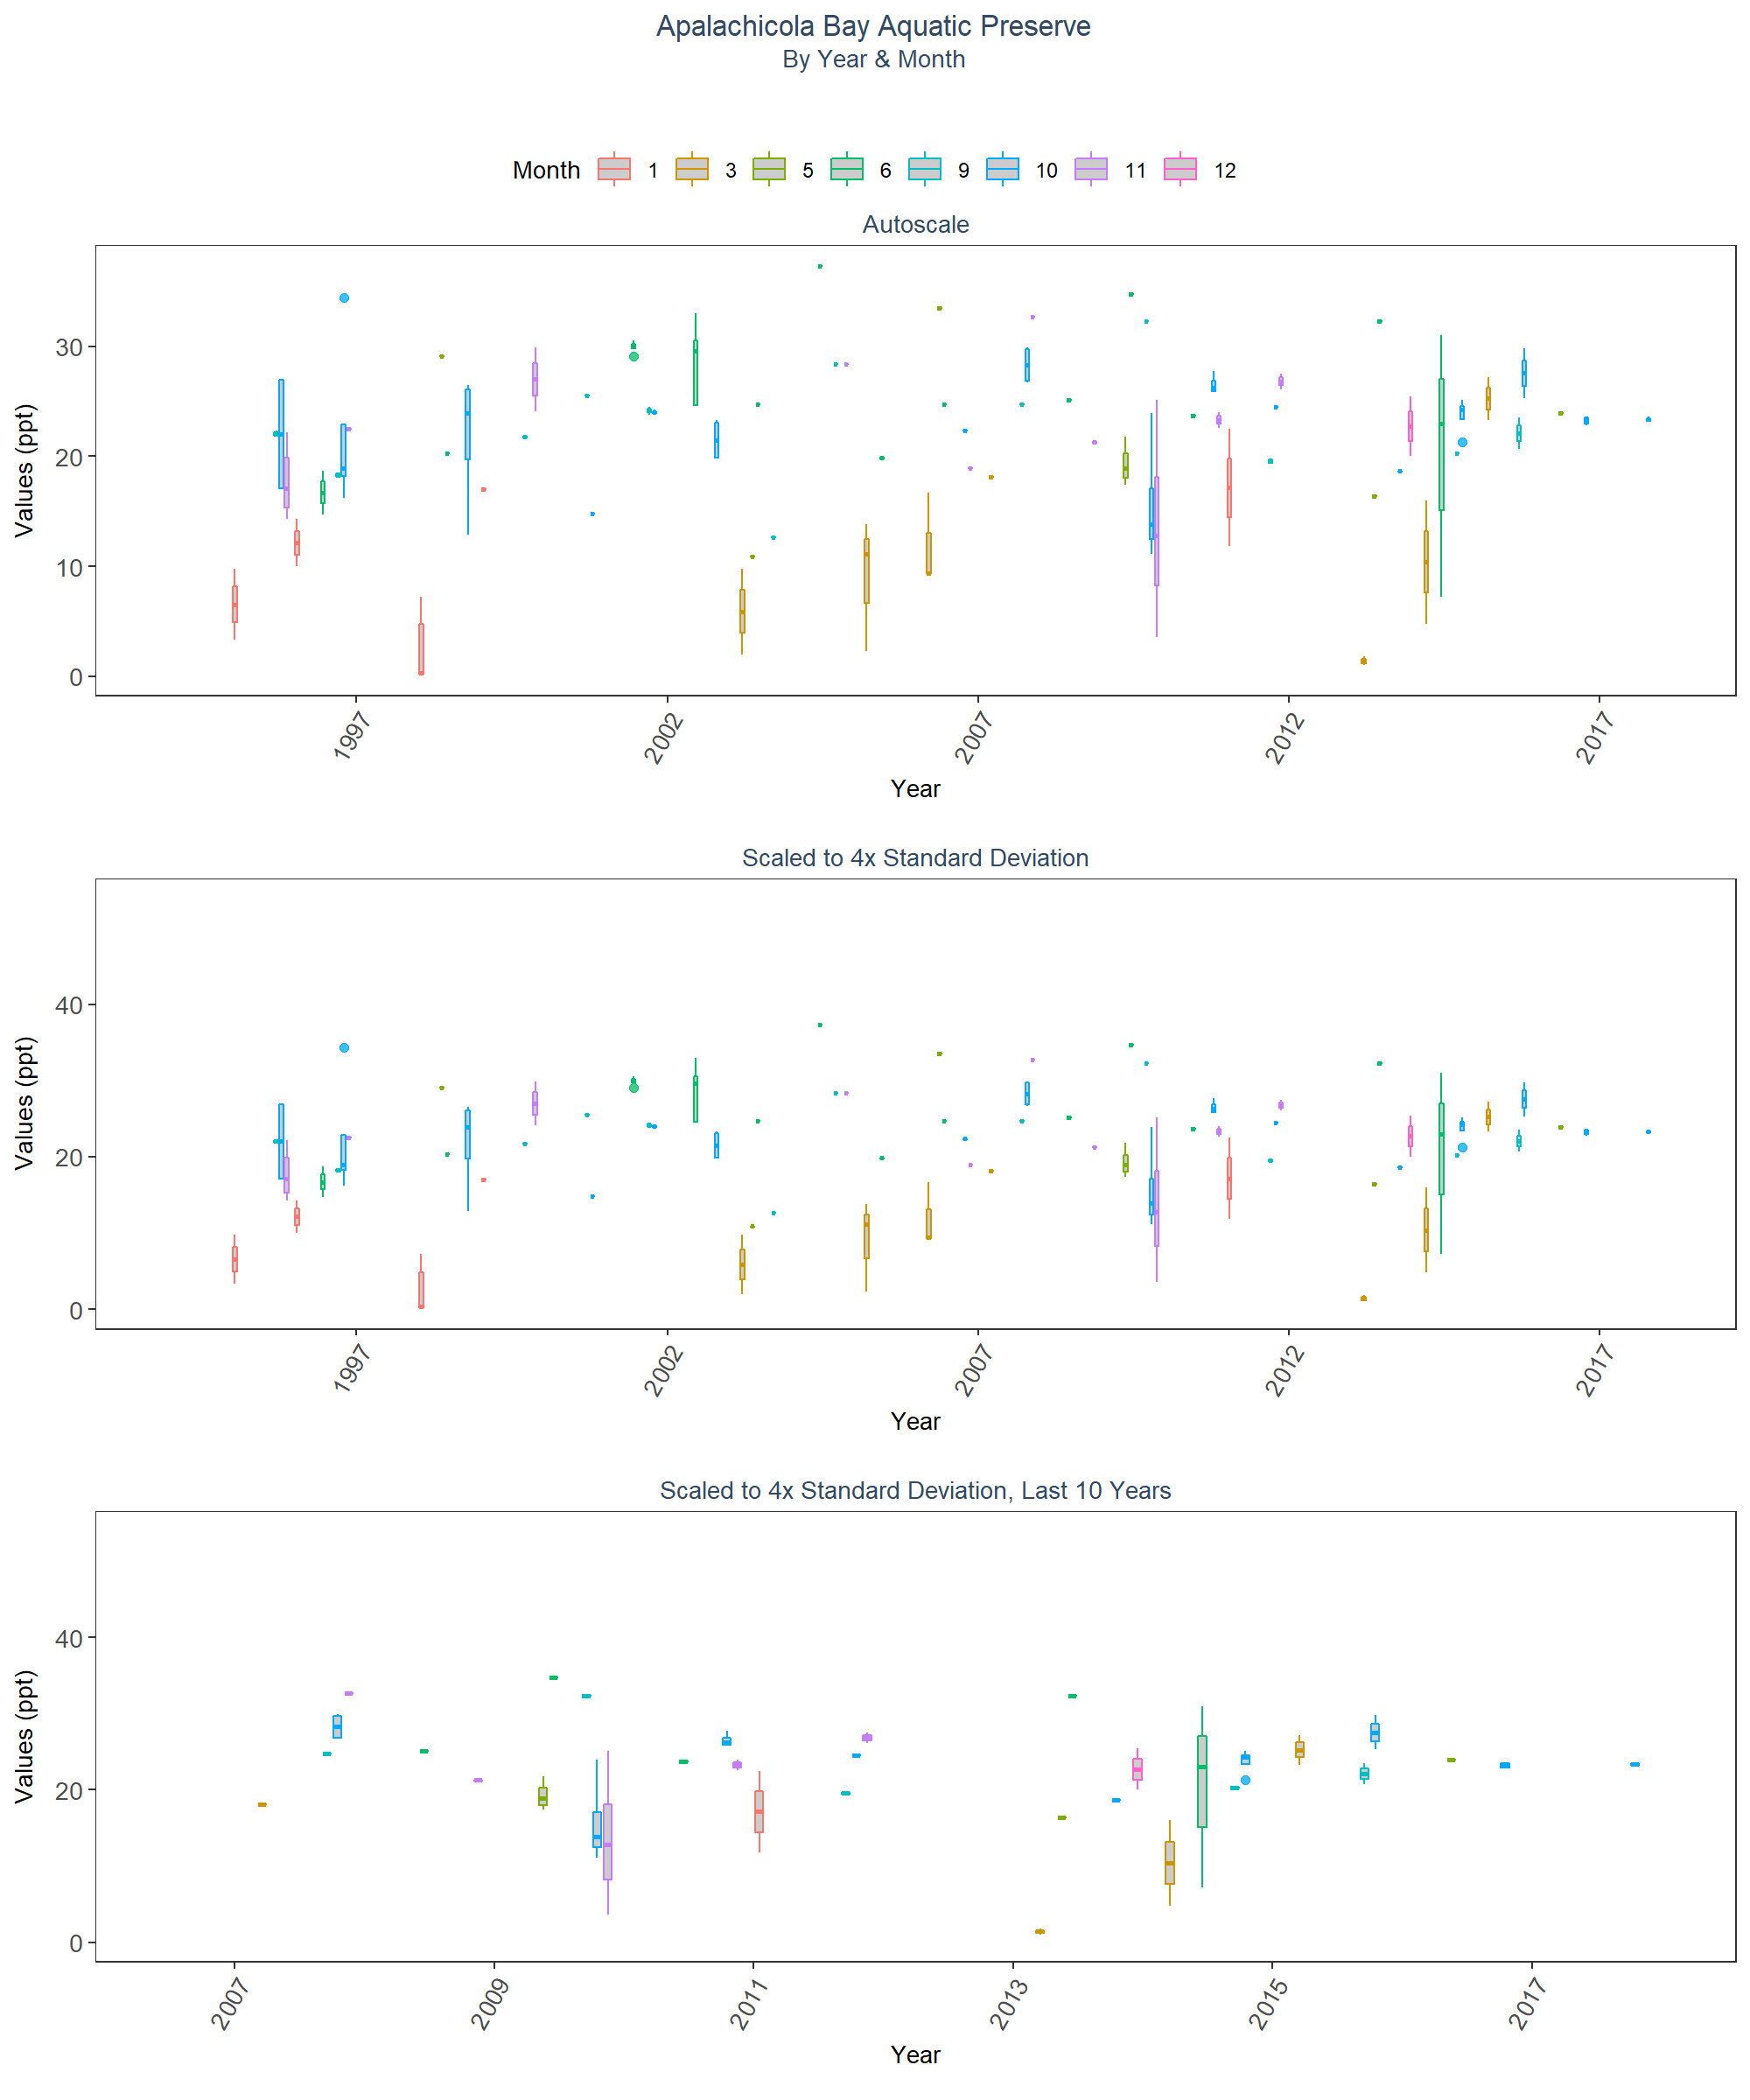 Apalachicola Bay Aquatic Preserve
By Year & Month
Month 1 3 5 6 9 10 11 12
Autoscale
Values (ppt)
30
20
10
0
1997 2002 2007 2012 2017
Year
Scaled to 4x Standard Deviation
Values (ppt)
40
20
0
1997 2002 2007 2012 2017
Year
Scaled to 4x Standard Deviation, Last 10 Years
Values (ppt)
40
20
0
2007 2009 2011 2013 2015 2017
Year